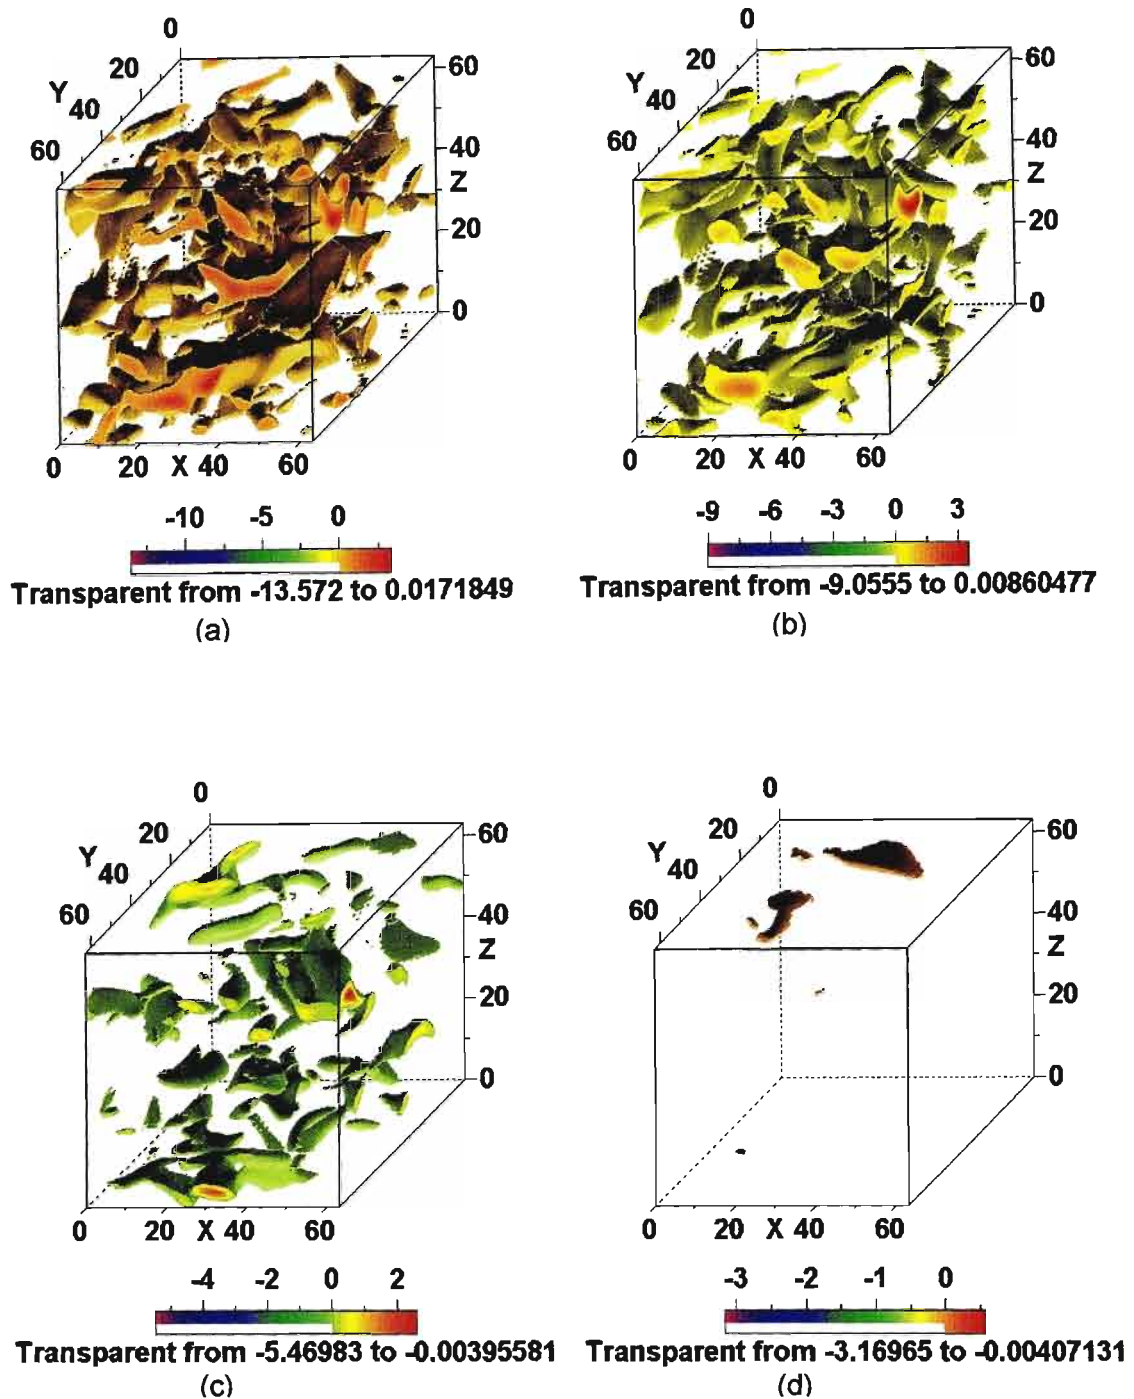 0
20
Y 40
60
60
40
Z
20
0
0 20 X 40 60
-10 -5 0
Transparent from -13.572 to 0.0171849
(a)
0
20
Y 40
60
60
40
Z
20
0
0 20 X 40 60
-9 -6 -3 0 3
Transparent from -9.0555 to 0.00860477
(b)
0
20
Y 40
60
60
40
Z
20
0
0 20 X 40 60
-4 -2 0 2
Transparent from -5.46983 to -0.00395581
(c)
0
20
Y 40
60
60
40
Z
20
0
0 20 X 40 60
-3 -2 -1 0
Transparent from -3.16965 to -0.00407131
(d)